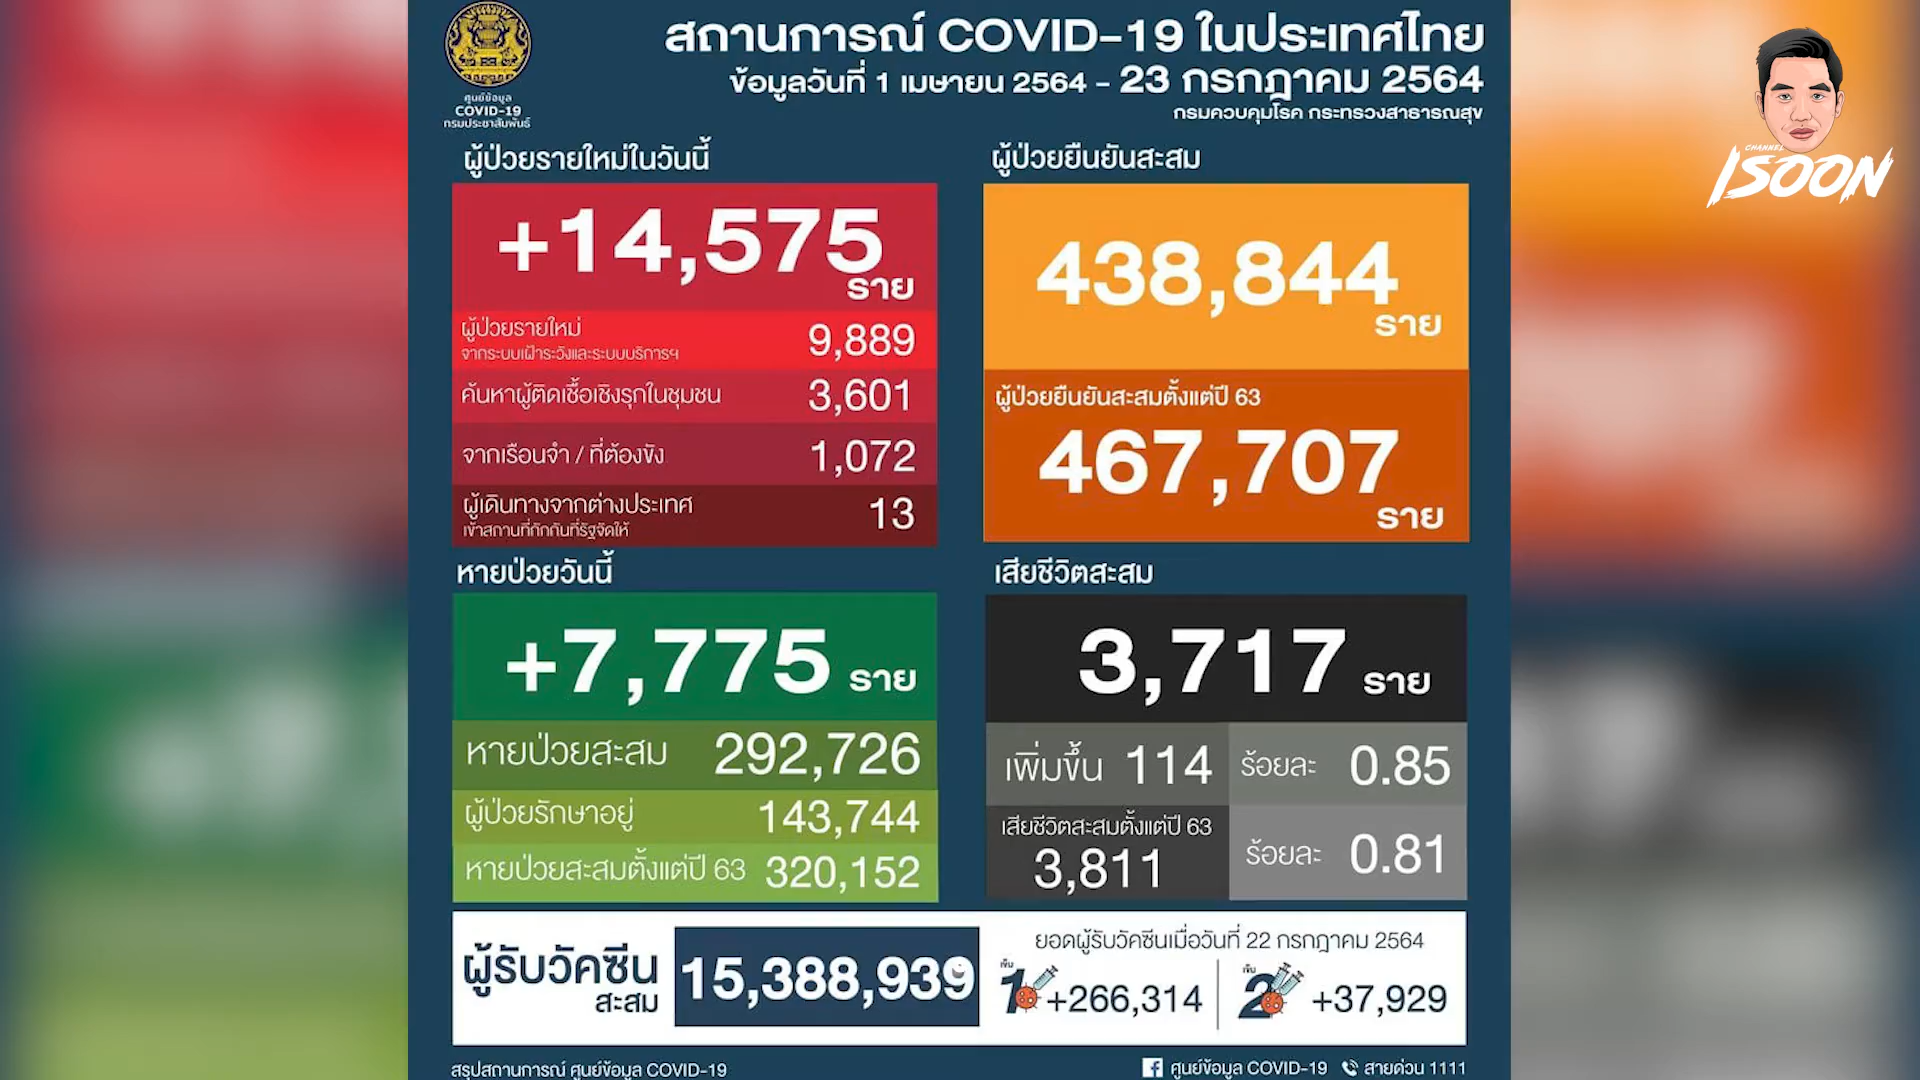 สถานการณ์ COVID-19 ในประเทศไทย
ข้อมูลวันที่ 1 เมษายน 2564 - 23 กรกฎาคม 2564
กรมควบคุมโรค กระทรวงสาธารณสุข
ศูนย์ข้อมูล
COVID-19
กรมประชาสัมพันธ์
CHANNEL
ISOON
ผู้ป่วยรายใหม่ในวันนี้
+14,575
ราย
ผู้ป่วยรายใหม่
จากระบบเฝ้าระวังและระบบบริการฯ
9,889
ค้นหาผู้ติดเชื้อเชิงรุกในชุมชน 3,601
จากเรือนจำ / ที่ต้องขัง 1,072
ผู้เดินทางจากต่างประเทศ
เข้าสถานที่กักกันที่รัฐจัดให้
13
ผู้ป่วยยืนยันสะสม
438,844
ราย
ผู้ป่วยยืนยันสะสมตั้งแต่ปี 63
467,707
ราย
หายป่วยวันนี้
+7,775 ราย
หายป่วยสะสม 292,726
ผู้ป่วยรักษาอยู่ 143,744
หายป่วยสะสมตั้งแต่ปี 63 320,152
เสียชีวิตสะสม
3,717 ราย
เพิ่มขึ้น 114 ร้อยละ 0.85
เสียชีวิตสะสมตั้งแต่ปี 63
3,811
ร้อยละ 0.81
ผู้รับวัคซีน
สะสม
15,388,939
ยอดผู้รับวัคซีนเมื่อวันที่ 22 กรกฎาคม 2564
เข็ม 1 +266,314
เข็ม 2 +37,929
สรุปสถานการณ์ ศูนย์ข้อมูล COVID-19
ศูนย์ข้อมูล COVID-19 สายด่วน 1111